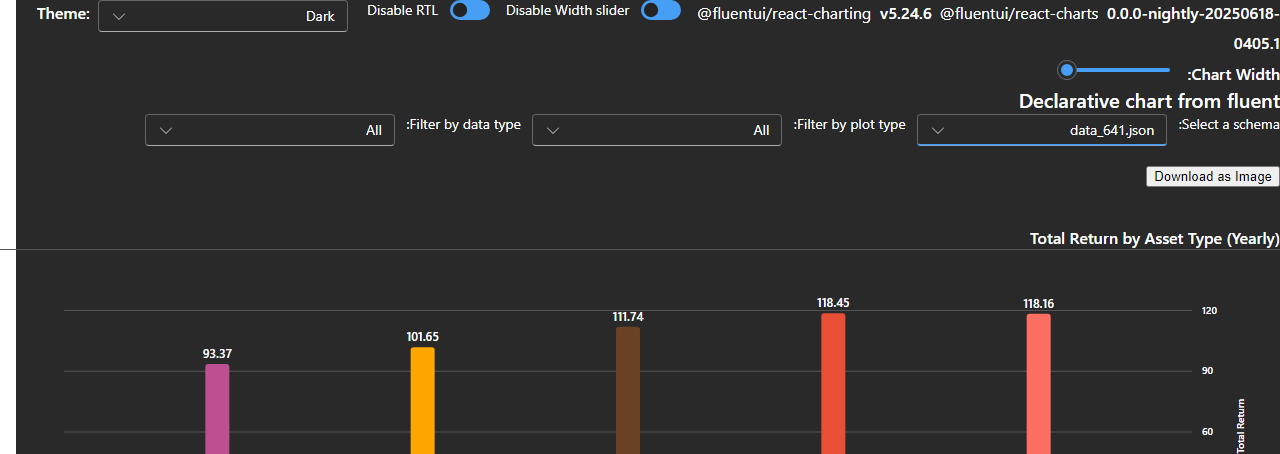 Theme: Dark Disable RTL Disable Width slider @fluentui/react-charting v5.24.6 @fluentui/react-charts 0.0.0-nightly-20250618-
0405.1
:Chart Width
Declarative chart from fluent
:Select a schema data_641.json :Filter by plot type All :Filter by data type All
Download as Image
Total Return by Asset Type (Yearly)
118.16
118.45
111.74
101.65
93.37
120
90
60
Total Return